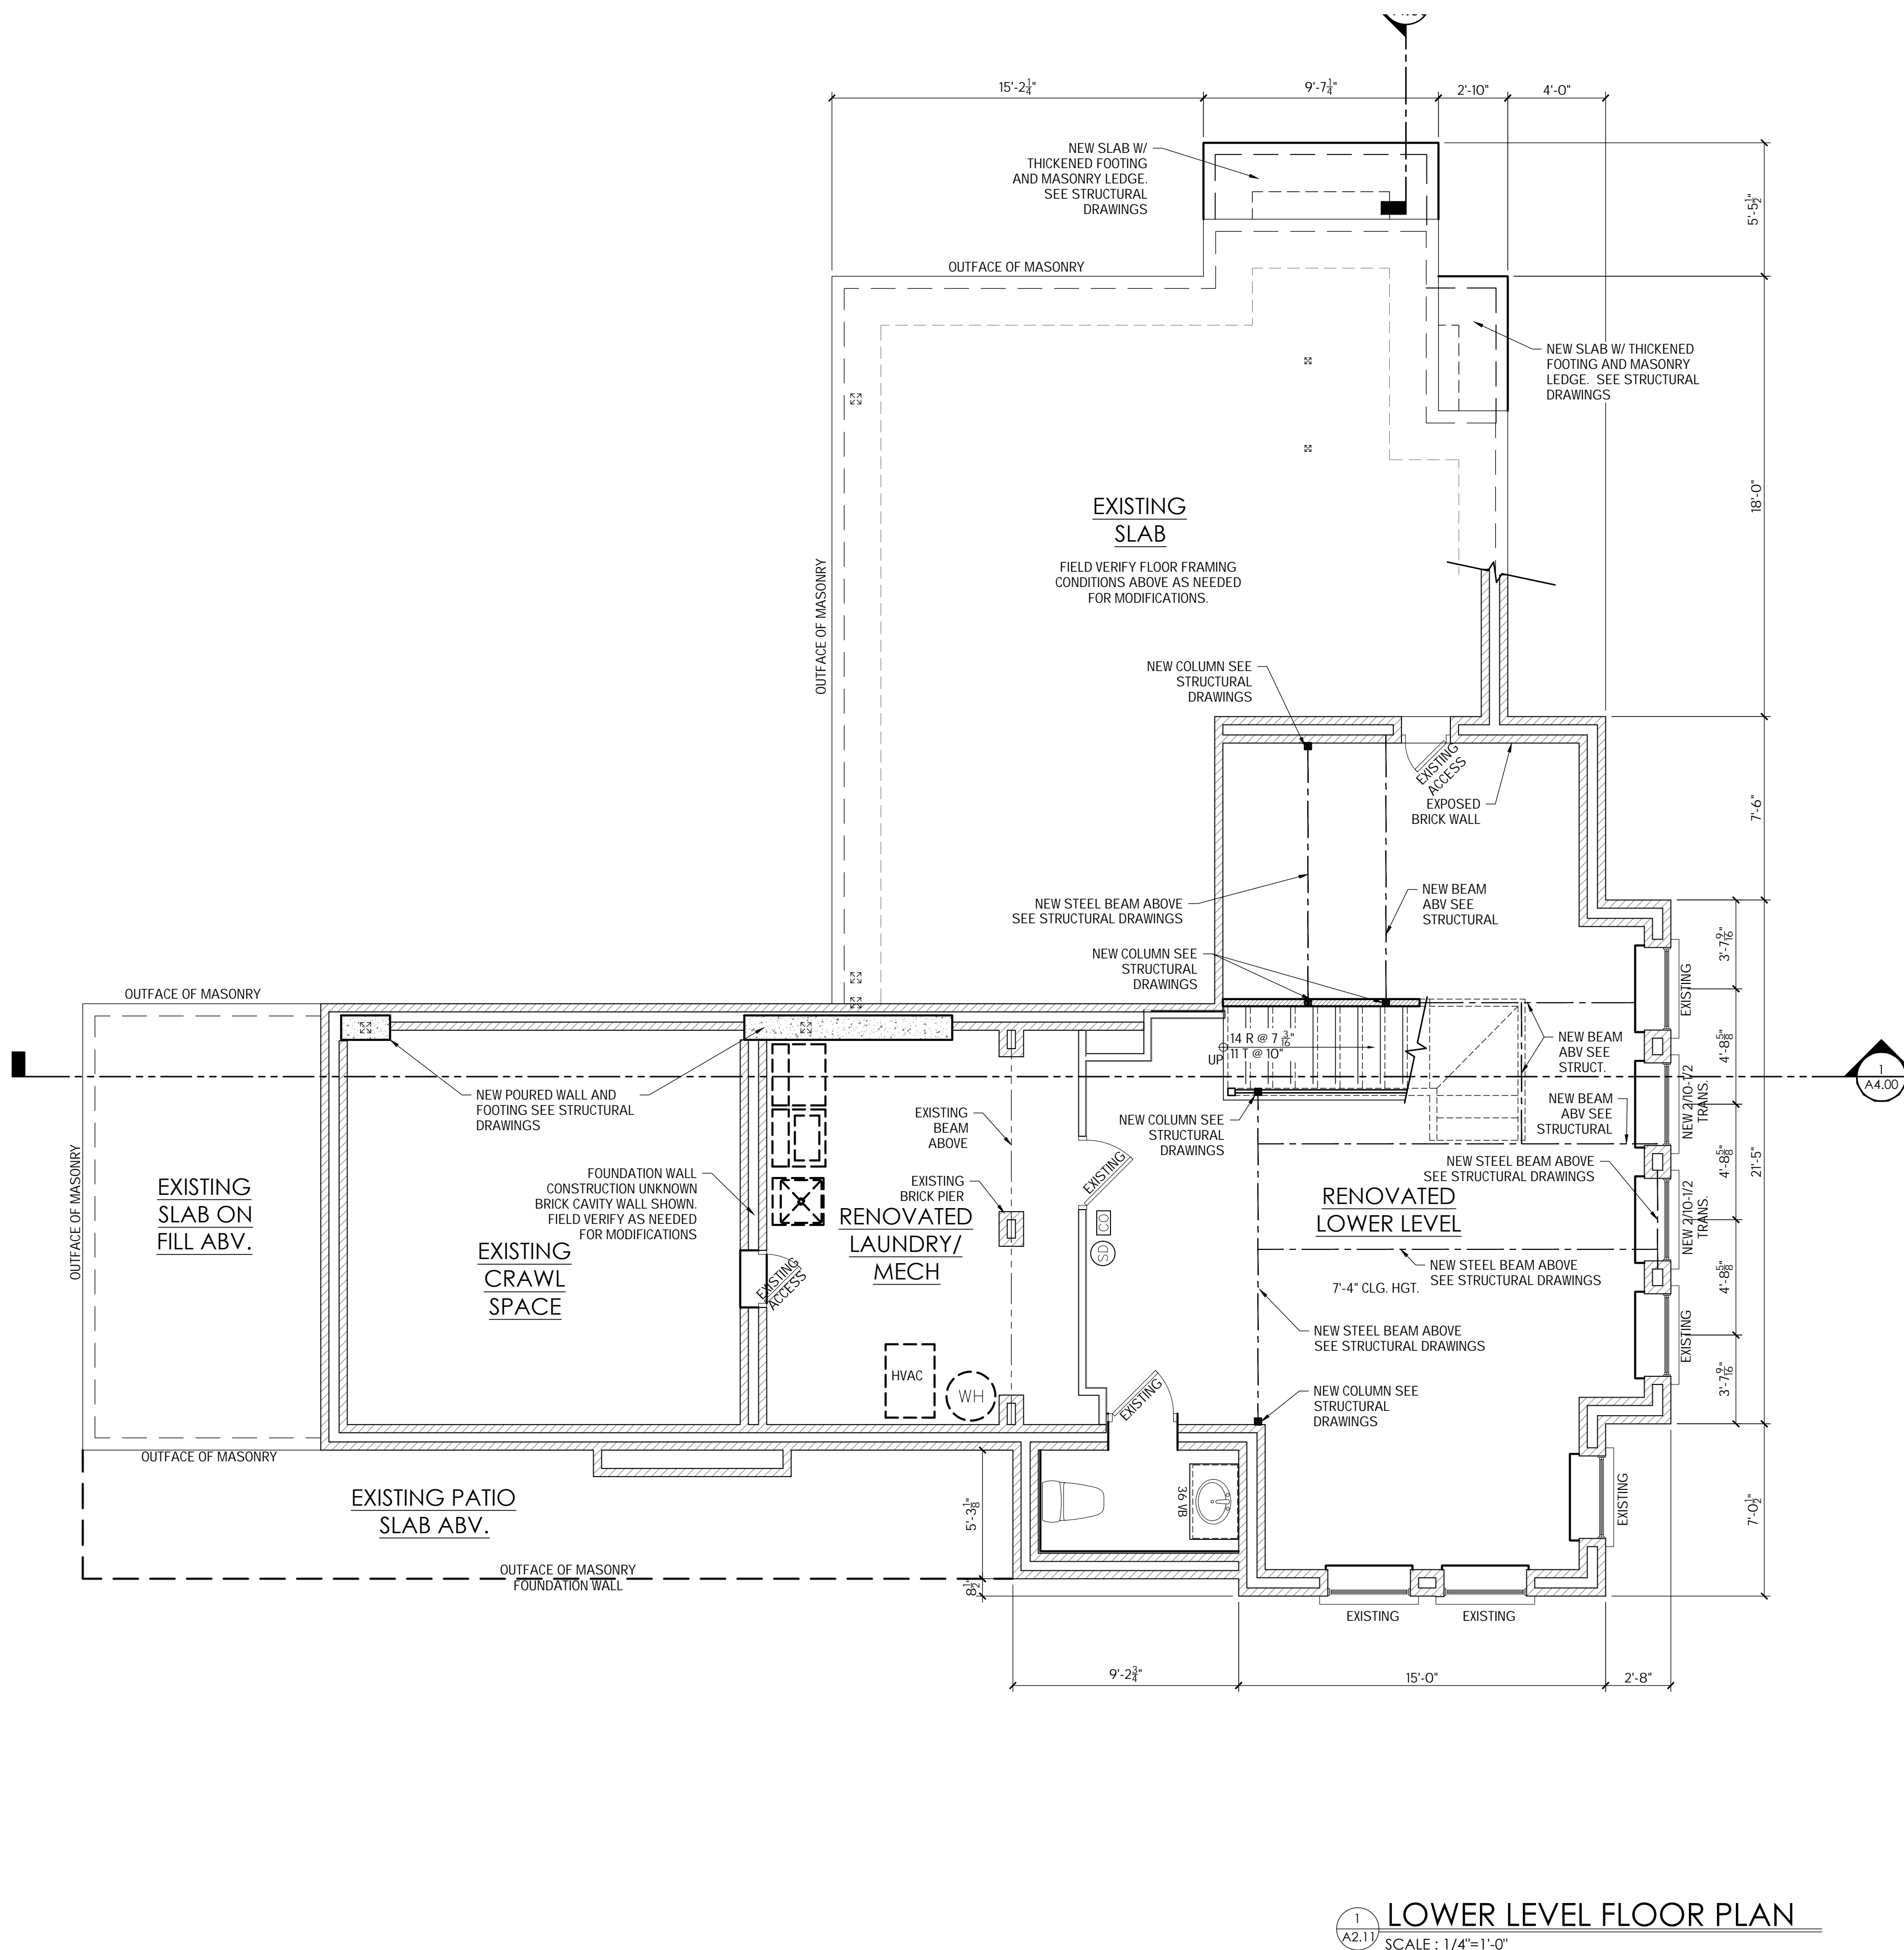 15'-2 1/4"
9'-7 1/4"
2'-10"
4'-0"
NEW SLAB W/
THICKENED FOOTING
AND MASONRY LEDGE.
SEE STRUCTURAL
DRAWINGS
5'-5 1/2"
OUTFACE OF MASONRY
NEW SLAB W/ THICKENED
FOOTING AND MASONRY
LEDGE. SEE STRUCTURAL
DRAWINGS
18'-0"
EXISTING
SLAB
FIELD VERIFY FLOOR FRAMING
CONDITIONS ABOVE AS NEEDED
FOR MODIFICATIONS.
OUTFACE OF MASONRY
NEW COLUMN SEE
STRUCTURAL
DRAWINGS
EXISTING
ACCESS
EXPOSED
BRICK WALL
7'-6"
NEW STEEL BEAM ABOVE
SEE STRUCTURAL DRAWINGS
NEW BEAM
ABV SEE
STRUCTURAL
NEW COLUMN SEE
STRUCTURAL
DRAWINGS
3'-7 9/16"
EXISTING
OUTFACE OF MASONRY
14 R @ 7 3/16"
11 T @ 10"
UP
NEW BEAM
ABV SEE
STRUCT.
4'-8 5/8"
1
A4.00
NEW POURED WALL AND
FOOTING SEE STRUCTURAL
DRAWINGS
EXISTING
BEAM
ABOVE
NEW COLUMN SEE
STRUCTURAL
DRAWINGS
NEW BEAM
ABV SEE
STRUCTURAL
NEW 2/10-1/2
TRANS.
OUTFACE OF MASONRY
EXISTING
SLAB ON
FILL ABV.
FOUNDATION WALL
CONSTRUCTION UNKNOWN
BRICK CAVITY WALL SHOWN.
FIELD VERIFY AS NEEDED
FOR MODIFICATIONS
EXISTING
BRICK PIER
EXISTING
NEW STEEL BEAM ABOVE
SEE STRUCTURAL DRAWINGS
4'-8 5/8"
21'-5"
EXISTING
CRAWL
SPACE
RENOVATED
LAUNDRY/
MECH
CO
SD
RENOVATED
LOWER LEVEL
NEW 2/10-1/2
TRANS.
EXISTING
ACCESS
NEW STEEL BEAM ABOVE
SEE STRUCTURAL DRAWINGS
7'-4" CLG. HGT.
4'-8 5/8"
NEW STEEL BEAM ABOVE
SEE STRUCTURAL DRAWINGS
EXISTING
HVAC
WH
EXISTING
NEW COLUMN SEE
STRUCTURAL
DRAWINGS
3'-7 9/16"
OUTFACE OF MASONRY
EXISTING PATIO
SLAB ABV.
5'-3 1/8"
36 VB
EXISTING
7'-0 1/2"
OUTFACE OF MASONRY
FOUNDATION WALL
8 1/2"
EXISTING
EXISTING
9'-2 3/4"
15'-0"
2'-8"
1
A2.11
LOWER LEVEL FLOOR PLAN
SCALE : 1/4"=1'-0"